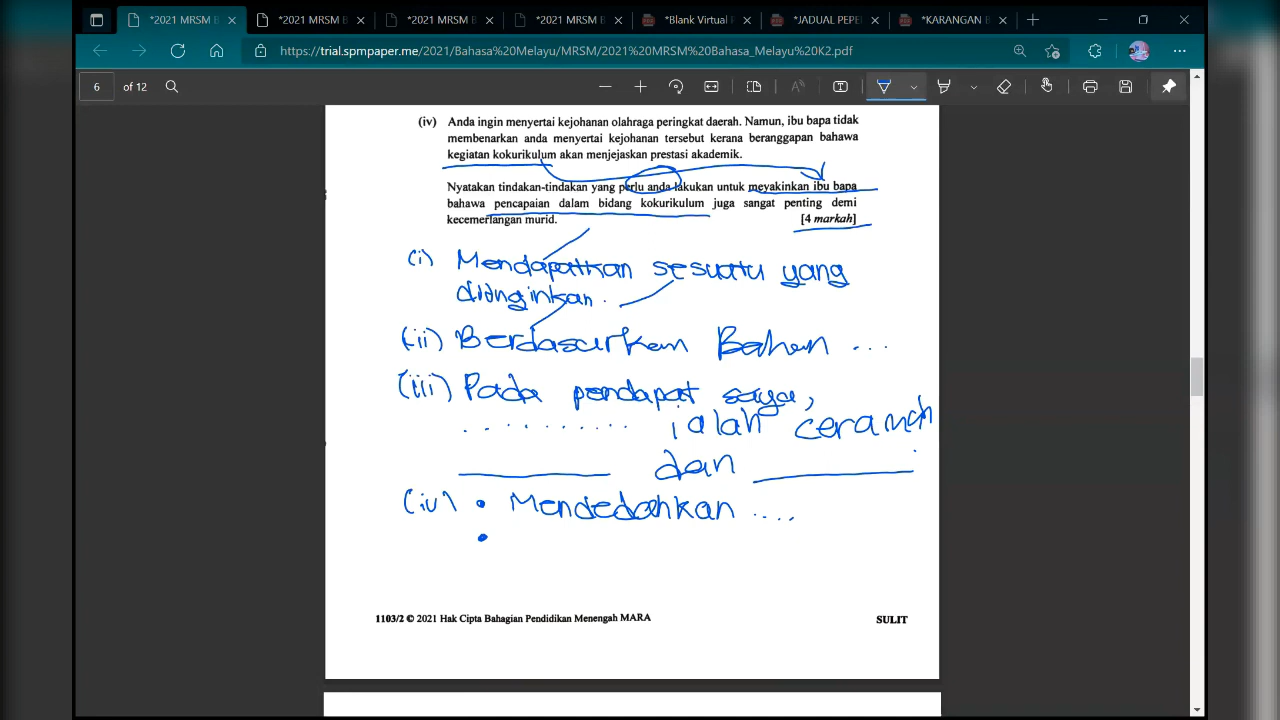 *2021 MRSM B
*2021 MRSM B
*2021 MRSM B
*2021 MRSM B
*Blank Virtual P
*JADUAL PEPE
*KARANGAN B
https://trial.spmpaper.me/2021/Bahasa%20Melayu/MRSM/2021%20MRSM%20Bahasa_Melayu%20K2.pdf
6 of 12
(iv) Anda ingin menyertai kejohanan olahraga peringkat daerah. Namun, ibu bapa tidak
membenarkan anda menyertai kejohanan tersebut kerana beranggapan bahawa
kegiatan kokurikulum akan menjejaskan prestasi akademik.
Nyatakan tindakan-tindakan yang perlu anda lakukan untuk meyakinkan ibu bapa
bahawa pencapaian dalam bidang kokurikulum juga sangat penting demi
kecemerlangan murid. [4 markah]
(i) Mendapatkan sesuatu yang
diinginkan.
(ii) Berdasarkan Bahan ...
(iii) Pada pendapat saya,
.......... ialah ceramah
dan
(iv) • Mendedahkan ....
•
1103/2 © 2021 Hak Cipta Bahagian Pendidikan Menengah MARA SULIT